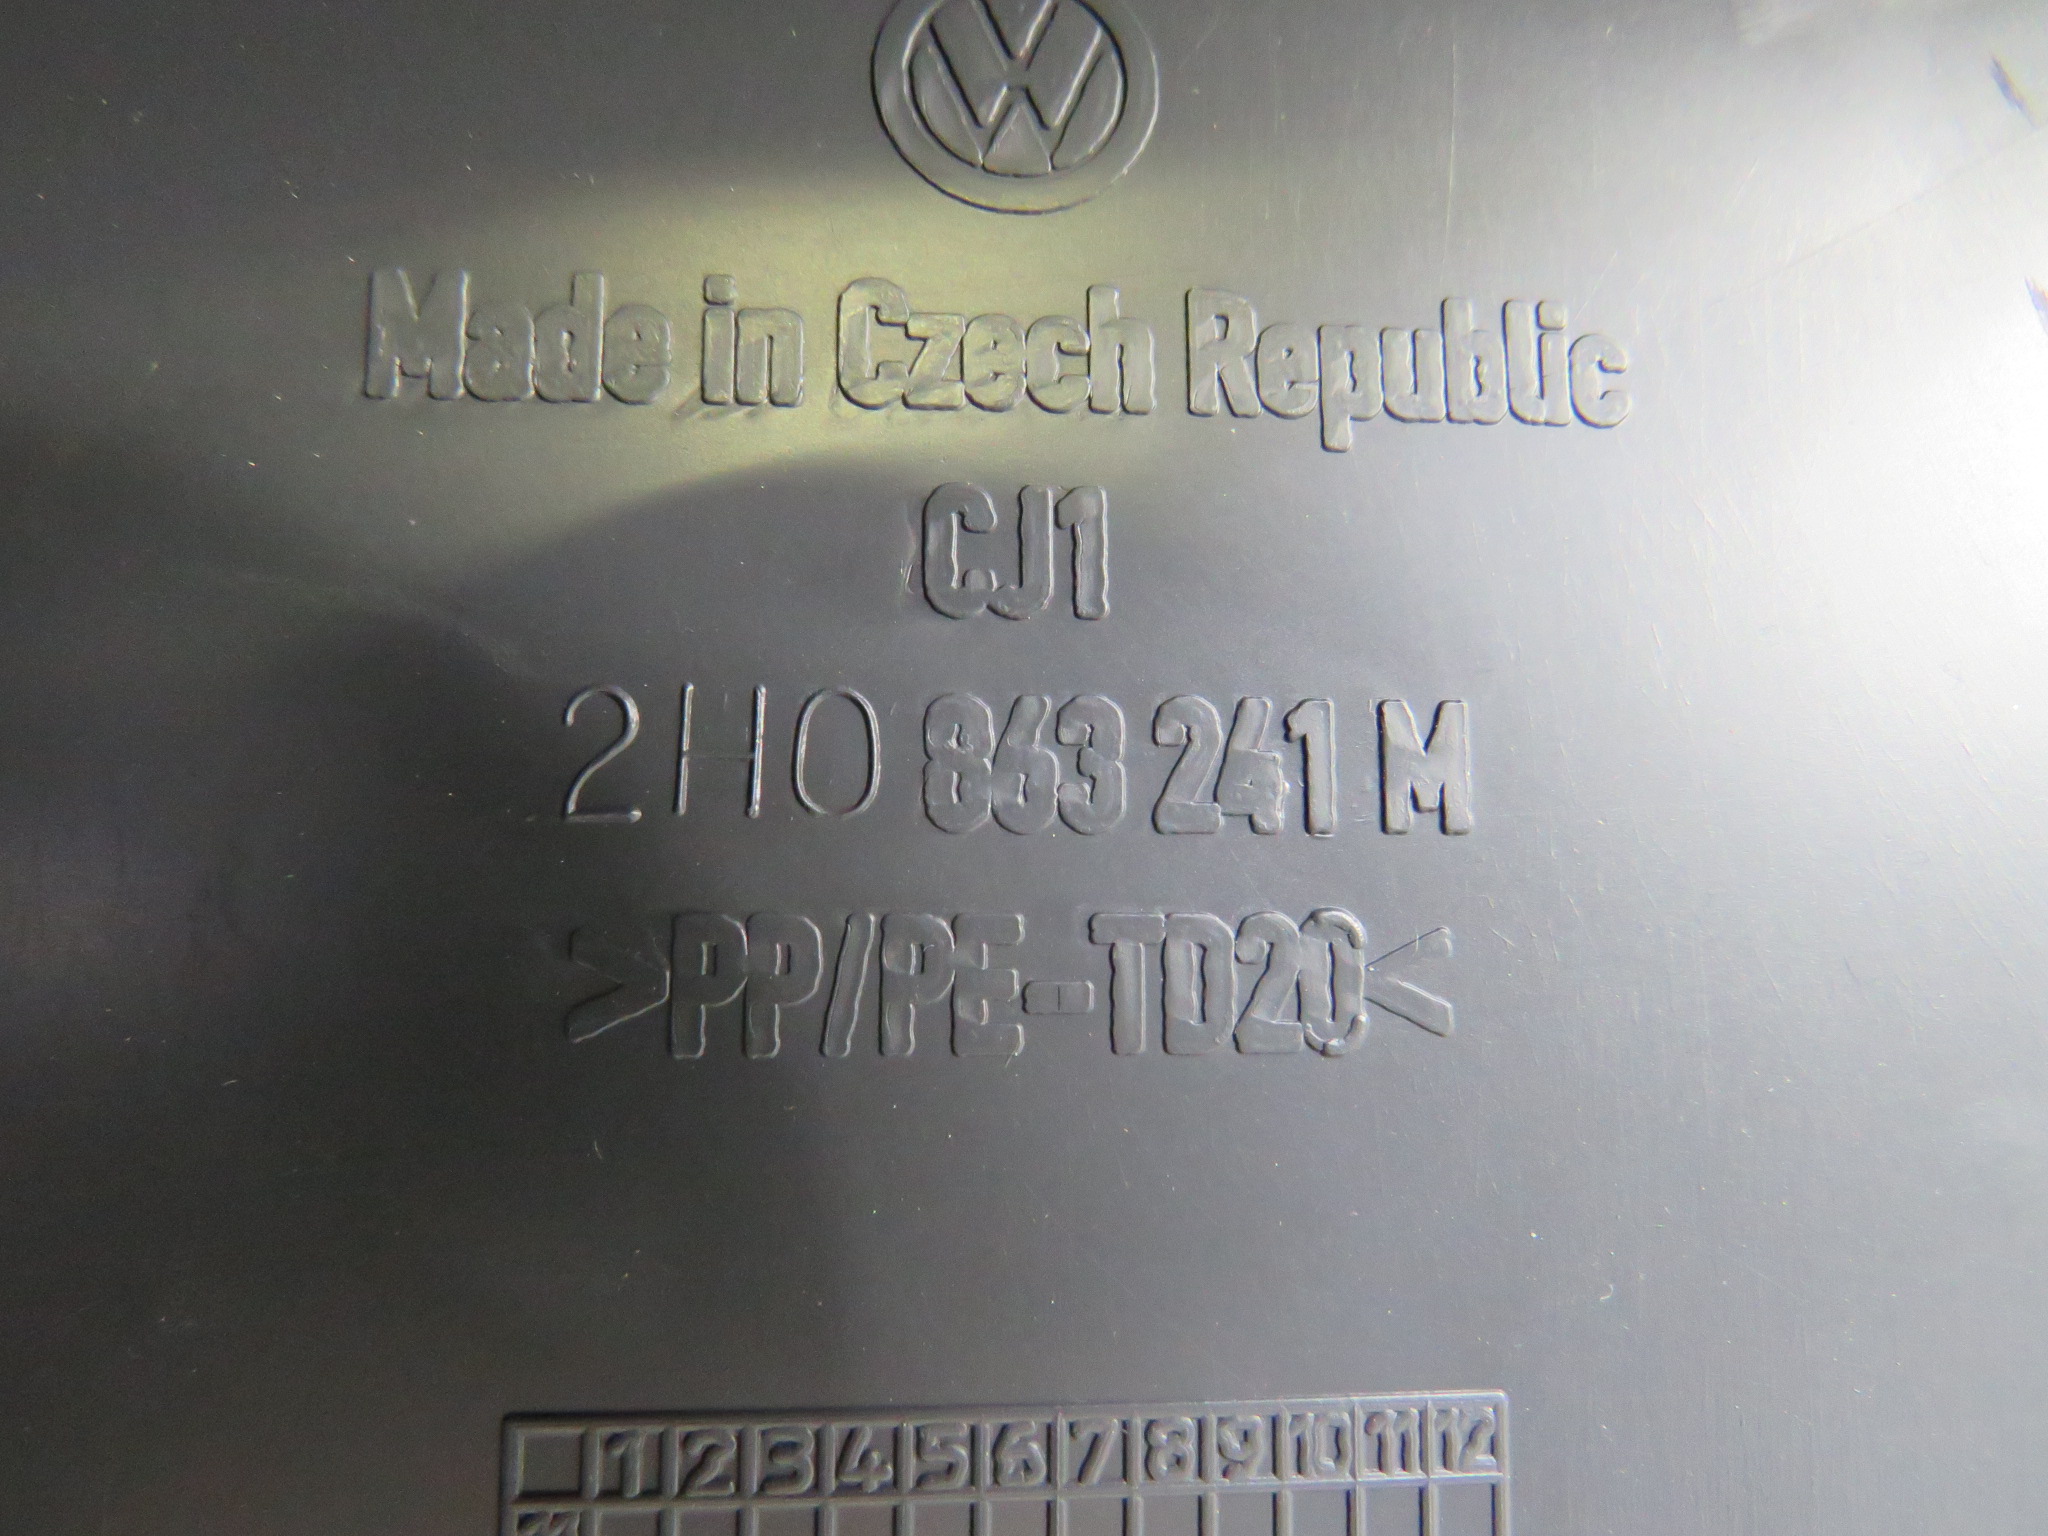 Made in Czech Republic
CJ1
2H0 863 241 M
>PP/PE-TD20<
1 2 3 4 5 6 7 8 9 10 11 12